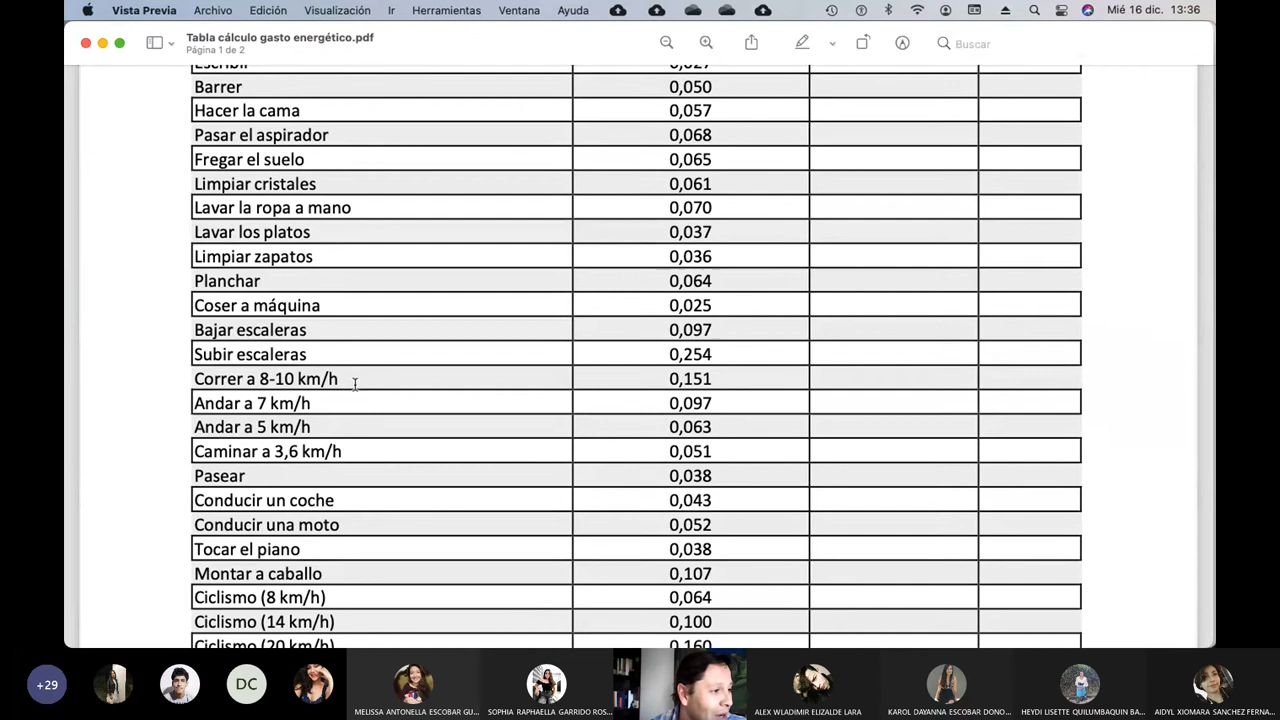 Vista Previa Archivo Edición Visualización Ir Herramientas Ventana Ayuda Mié 16 dic. 13:36
Tabla cálculo gasto energético.pdf
Página 1 de 2
Buscar
Escribir 0,027
Barrer 0,050
Hacer la cama 0,057
Pasar el aspirador 0,068
Fregar el suelo 0,065
Limpiar cristales 0,061
Lavar la ropa a mano 0,070
Lavar los platos 0,037
Limpiar zapatos 0,036
Planchar 0,064
Coser a máquina 0,025
Bajar escaleras 0,097
Subir escaleras 0,254
Correr a 8-10 km/h 0,151
Andar a 7 km/h 0,097
Andar a 5 km/h 0,063
Caminar a 3,6 km/h 0,051
Pasear 0,038
Conducir un coche 0,043
Conducir una moto 0,052
Tocar el piano 0,038
Montar a caballo 0,107
Ciclismo (8 km/h) 0,064
Ciclismo (14 km/h) 0,100
Ciclismo (20 km/h) 0,160
+29 DC
MELISSA ANTONELLA ESCOBAR GU... SOPHIA RAPHAELLA GARRIDO ROS... ALEX WLADIMIR ELIZALDE LARA KAROL DAYANNA ESCOBAR DONO... HEYDI LISETTE QUILUMBAQUIN BA... AIDYL XIOMARA SANCHEZ FERNA...